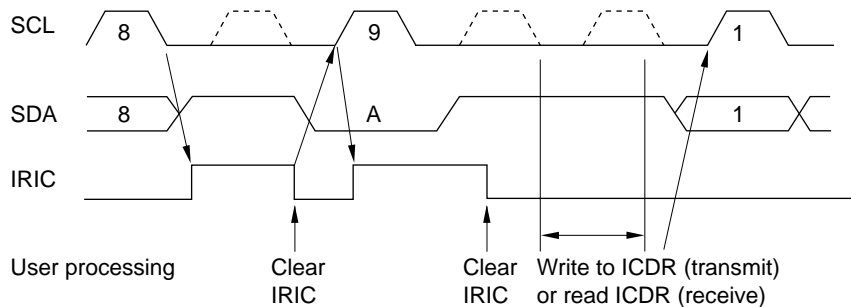 SCL 8 9 1
SDA 8 A 1
IRIC
User processing Clear IRIC Clear IRIC Write to ICDR (transmit) or read ICDR (receive)